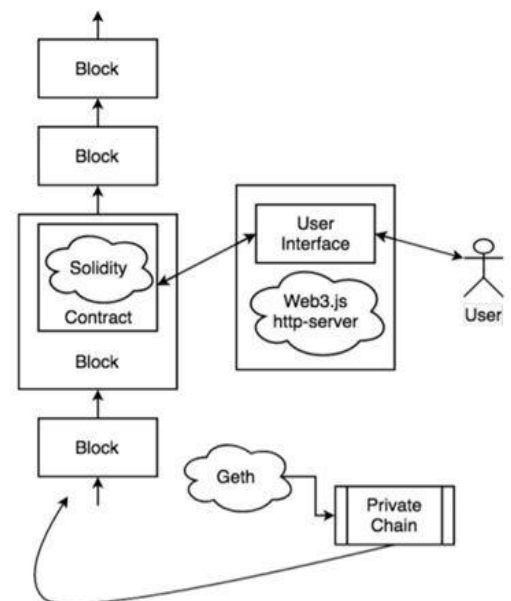 Block
Block
Solidity
Contract
Block
User
Interface
Web3.js
http-server
User
Block
Geth
Private
Chain